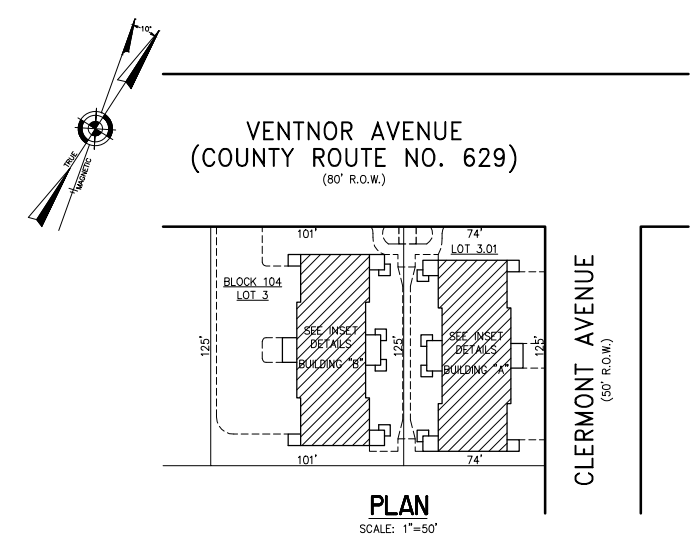 10°
TRUE
MAGNETIC
VENTNOR AVENUE
(COUNTY ROUTE NO. 629)
(80' R.O.W.)
101'
74'
LOT 3.01
BLOCK 104
LOT 3
125'
SEE INSET
DETAILS
BUILDING "B"
125'
SEE INSET
DETAILS
BUILDING "A"
125'
CLERMONT AVENUE
(50' R.O.W.)
101'
74'
PLAN
SCALE: 1"=50'